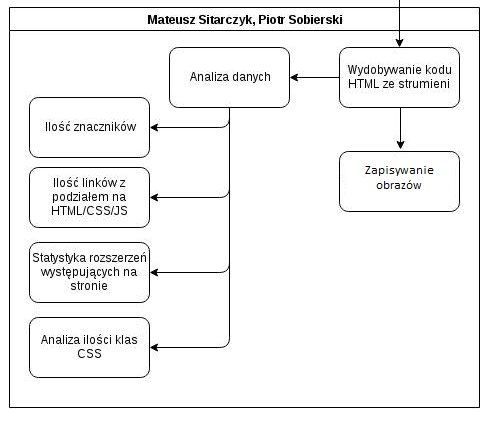 Mateusz Sitarczyk, Piotr Sobierski
Analiza danych
Wydobywanie kodu
HTML ze strumieni
Ilość znaczników
Zapisywanie
obrazów
Ilość linków z
podziałem na
HTML/CSS/JS
Statystyka rozszerzeń
występujących na
stronie
Analiza ilości klas
CSS